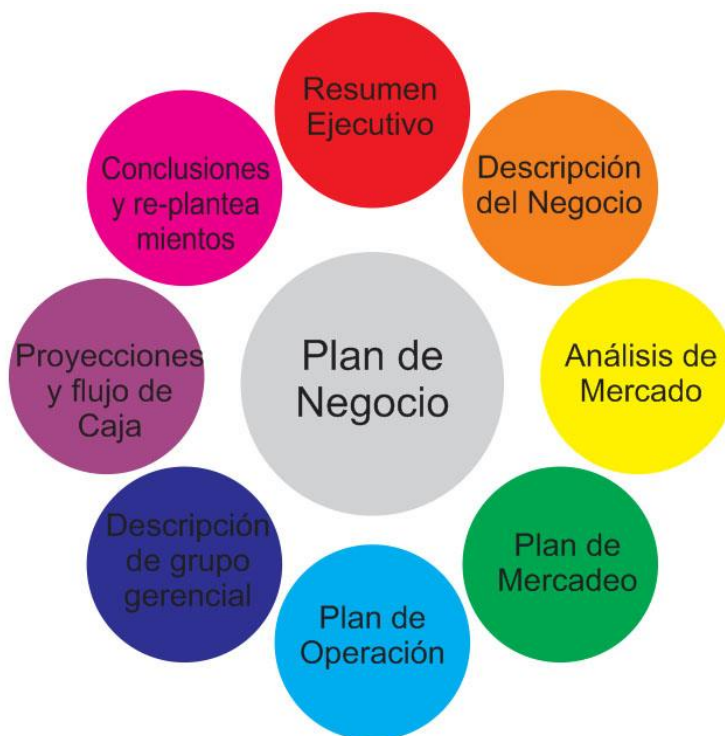 Resumen
Ejecutivo
Descripción
del Negocio
Análisis de
Mercado
Plan de
Mercadeo
Plan de
Operación
Descripción
de grupo
gerencial
Proyecciones
y flujo de
Caja
Conclusiones
y re-plantea
mientos
Plan de
Negocio